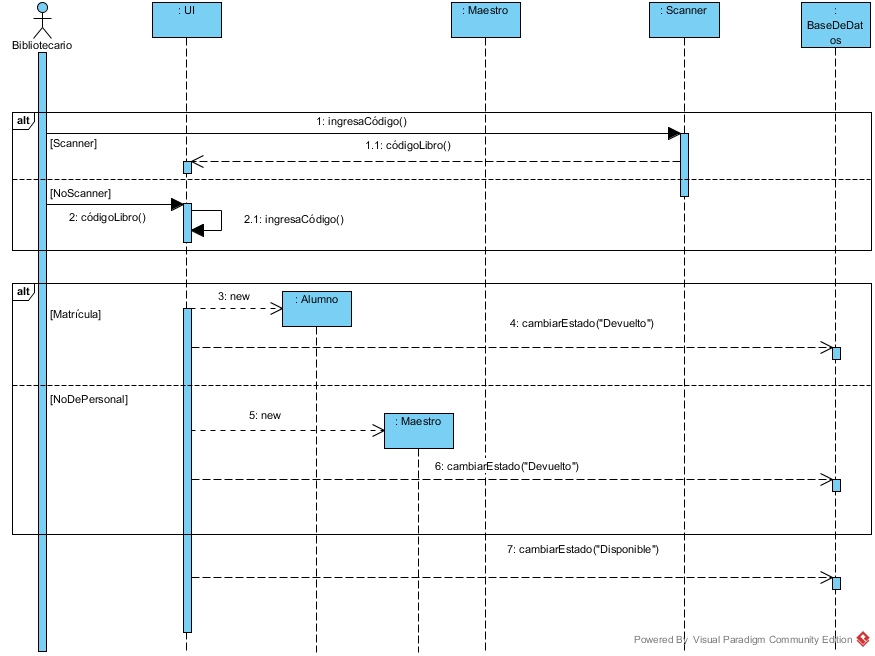 : UI
: Maestro
: Scanner
:
BaseDeDat
os
Bibliotecario
alt
1: ingresaCódigo()
[Scanner]
1.1: códigoLibro()
[NoScanner]
2: códigoLibro()
2.1: ingresaCódigo()
alt
3: new
: Alumno
[Matrícula]
4: cambiarEstado("Devuelto")
[NoDePersonal]
5: new
: Maestro
6: cambiarEstado("Devuelto")
7: cambiarEstado("Disponible")
Powered By Visual Paradigm Community Edition